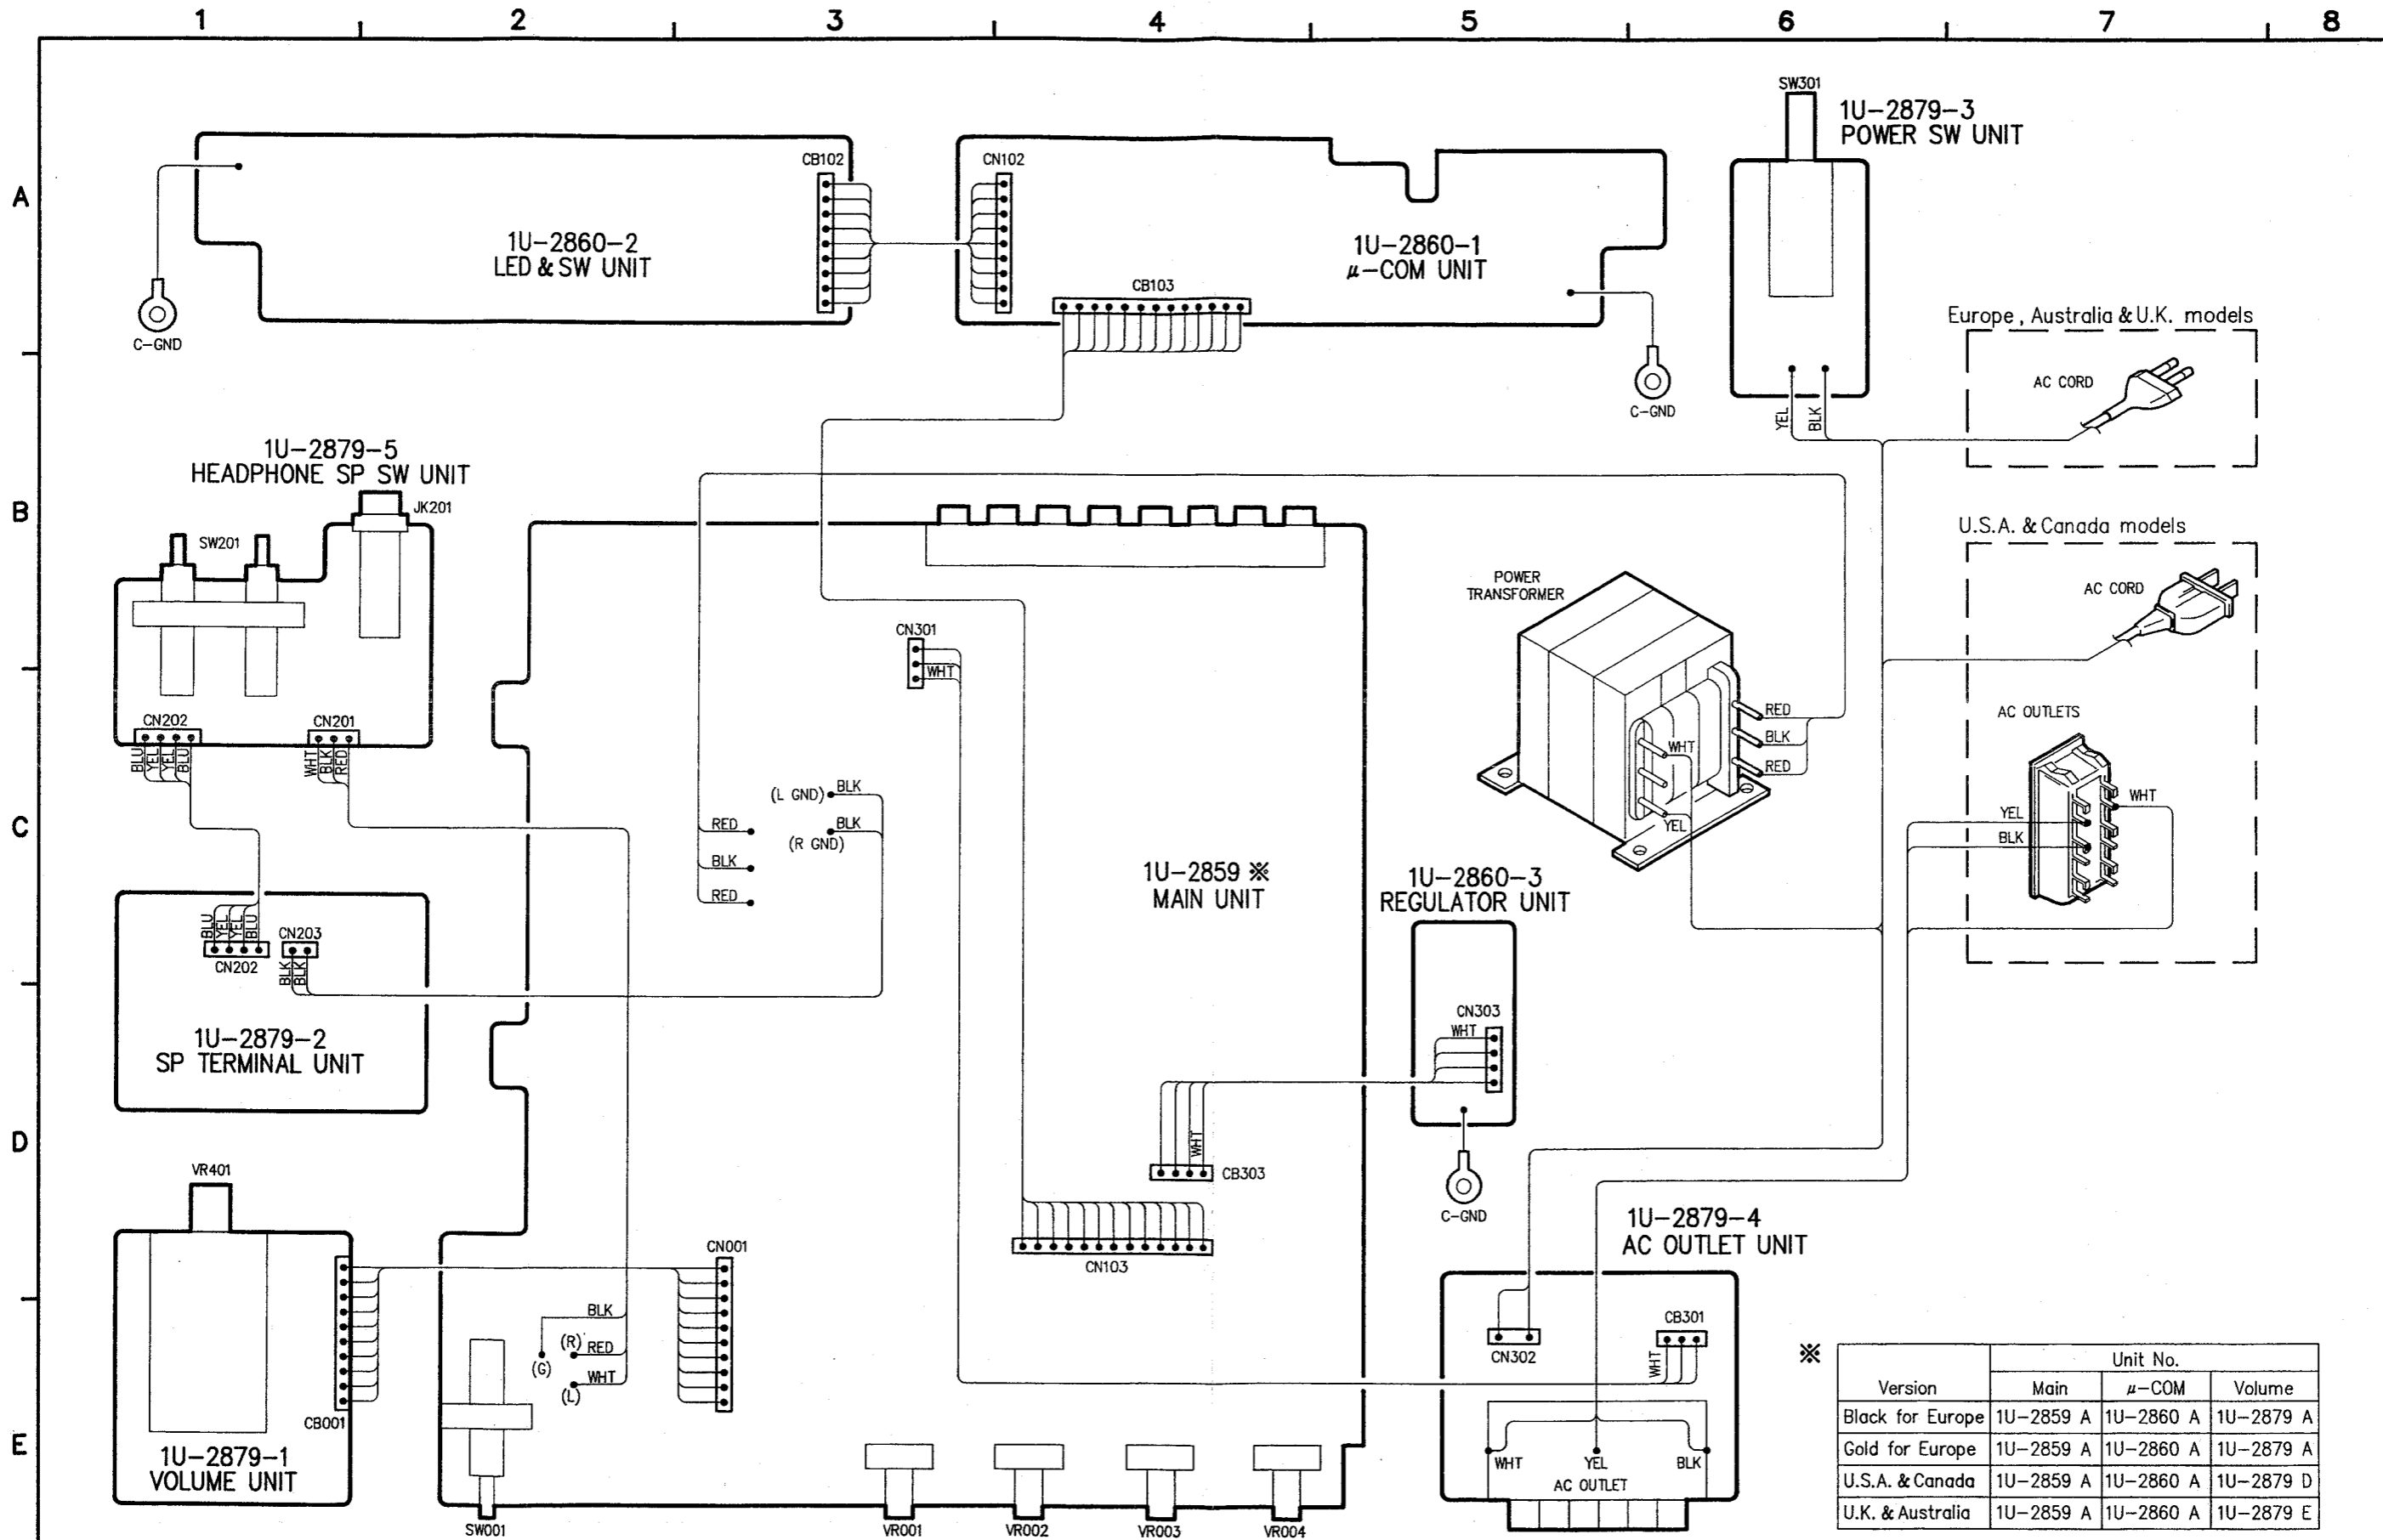 1 2 3 4 5 6 7 8
A
B
C
D
E
SW301
1U-2879-3
POWER SW UNIT
CB102
CN102
1U-2860-2
LED & SW UNIT
1U-2860-1
μ-COM UNIT
CB103
C-GND
C-GND
YEL
BLK
Europe, Australia & U.K. models
AC CORD
1U-2879-5
HEADPHONE SP SW UNIT
JK201
SW201
CN202
CN201
BLU
YEL
YEL
BLU
WHT
BLK
RED
U.S.A. & Canada models
AC CORD
AC OUTLETS
WHT
YEL
BLK
POWER
TRANSFORMER
RED
BLK
RED
WHT
YEL
CN301
WHT
(L GND) BLK
BLK
(R GND)
RED
BLK
RED
1U-2859 ※
MAIN UNIT
1U-2860-3
REGULATOR UNIT
CN303
WHT
C-GND
BLU
YEL
YEL
BLU
CN202
CN203
BLK
BLK
1U-2879-2
SP TERMINAL UNIT
WHT
CB303
CN103
VR401
CB001
1U-2879-1
VOLUME UNIT
CN001
BLK
(R) RED
(G)
WHT
(L)
SW001
VR001
VR002
VR003
VR004
1U-2879-4
AC OUTLET UNIT
CN302
CB301
WHT
WHT
YEL
BLK
AC OUTLET
※
Unit No.
Version Main μ-COM Volume
Black for Europe 1U-2859 A 1U-2860 A 1U-2879 A
Gold for Europe 1U-2859 A 1U-2860 A 1U-2879 A
U.S.A. & Canada 1U-2859 A 1U-2860 A 1U-2879 D
U.K. & Australia 1U-2859 A 1U-2860 A 1U-2879 E